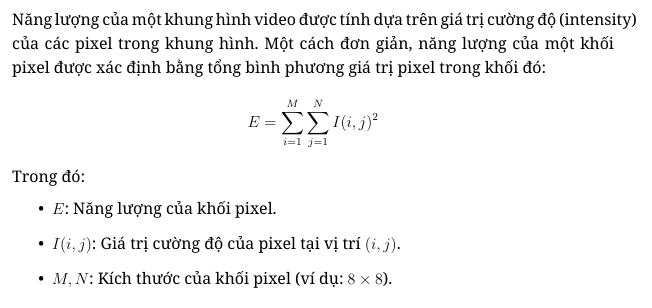 Năng lượng của một khung hình video được tính dựa trên giá trị cường độ (intensity)
của các pixel trong khung hình. Một cách đơn giản, năng lượng của một khối
pixel được xác định bằng tổng bình phương giá trị pixel trong khối đó:
E = ∑_{i=1}^{M} ∑_{j=1}^{N} I(i, j)²
Trong đó:
• E: Năng lượng của khối pixel.
• I(i, j): Giá trị cường độ của pixel tại vị trí (i, j).
• M, N: Kích thước của khối pixel (ví dụ: 8 × 8).